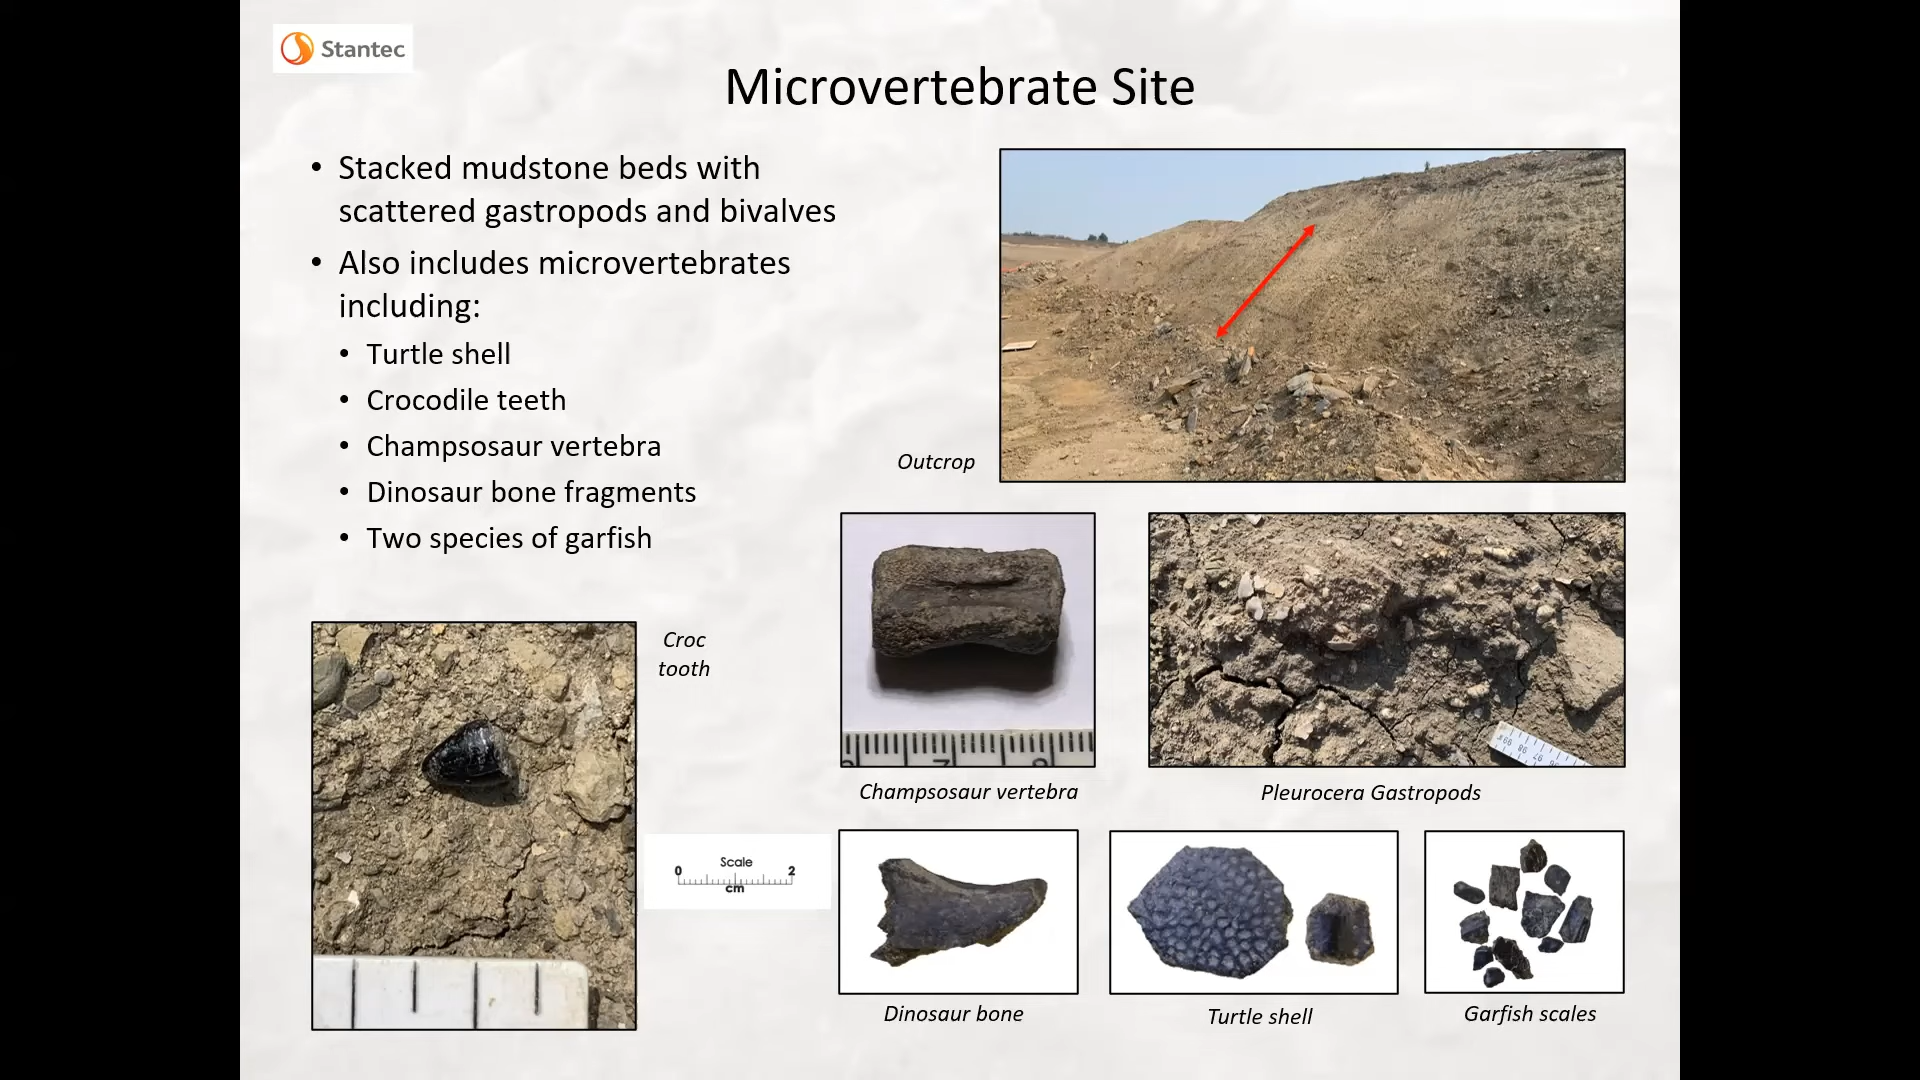 Stantec
Microvertebrate Site
• Stacked mudstone beds with
scattered gastropods and bivalves
• Also includes microvertebrates
including:
• Turtle shell
• Crocodile teeth
• Champsosaur vertebra
• Dinosaur bone fragments
• Two species of garfish
Outcrop
Croc
tooth
Champsosaur vertebra
Pleurocera Gastropods
Scale
0 2
cm
Dinosaur bone
Turtle shell
Garfish scales